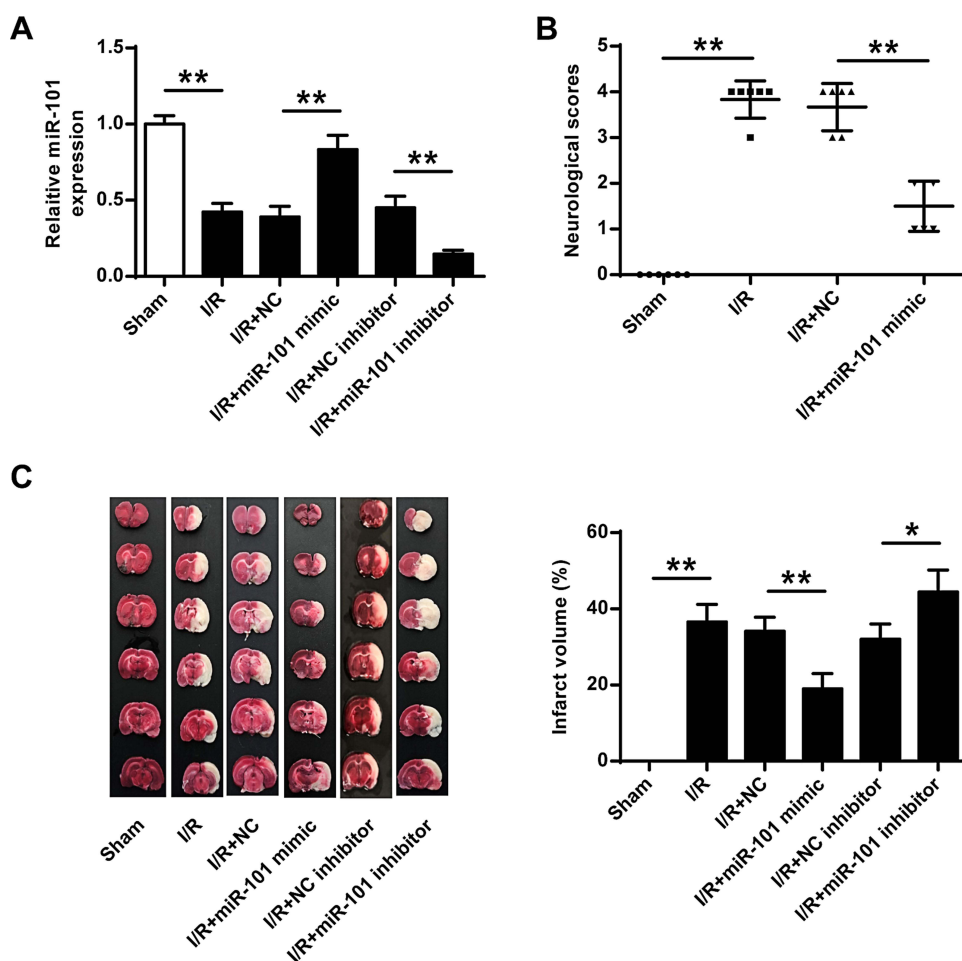 A
Relaitive miR-101
expression
1.5
1.0
0.5
0.0
**
**
**
Sham
I/R
I/R+NC
I/R+miR-101 mimic
I/R+NC inhibitor
I/R+miR-101 inhibitor
B
Neurological scores
5
4
3
2
1
0
**
**
Sham
I/R
I/R+NC
I/R+miR-101 mimic
C
Sham
I/R
I/R+NC
I/R+miR-101 mimic
I/R+NC inhibitor
I/R+miR-101 inhibitor
Infarct volume (%)
60
40
20
0
**
**
*
Sham
I/R
I/R+NC
I/R+miR-101 mimic
I/R+NC inhibitor
I/R+miR-101 inhibitor